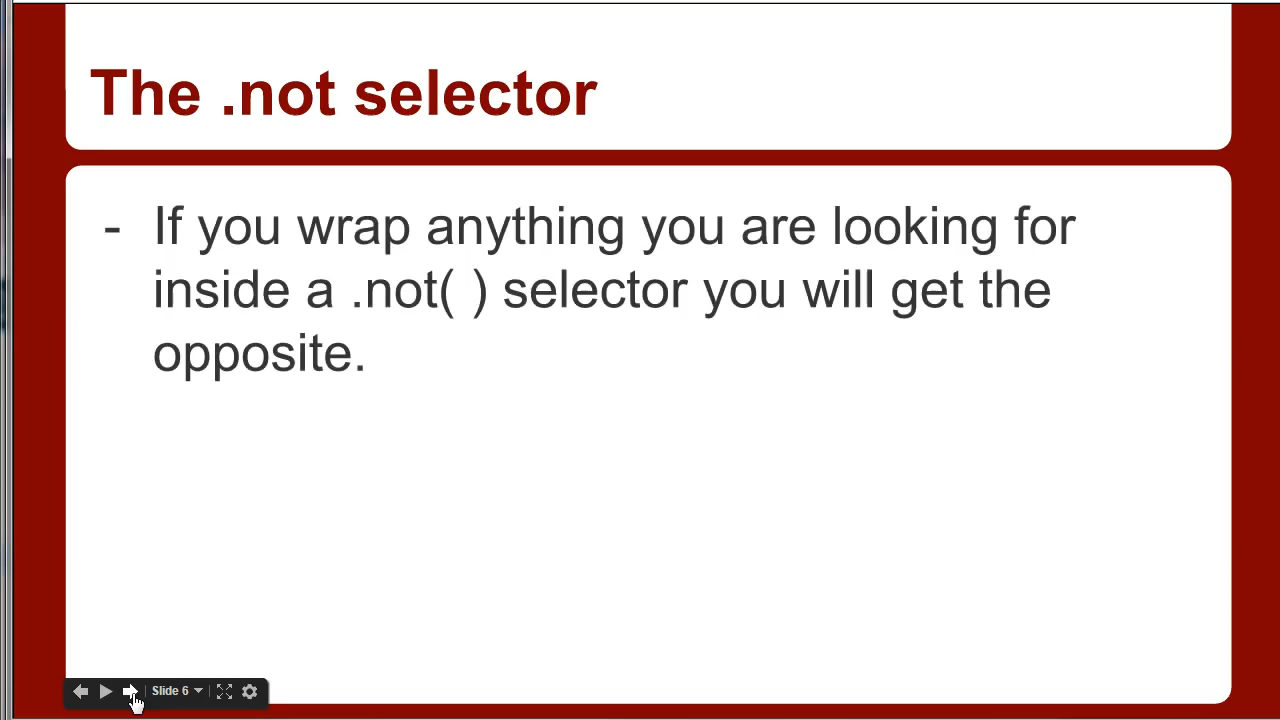 The .not selector
- If you wrap anything you are looking for
inside a .not( ) selector you will get the
opposite.
Slide 6